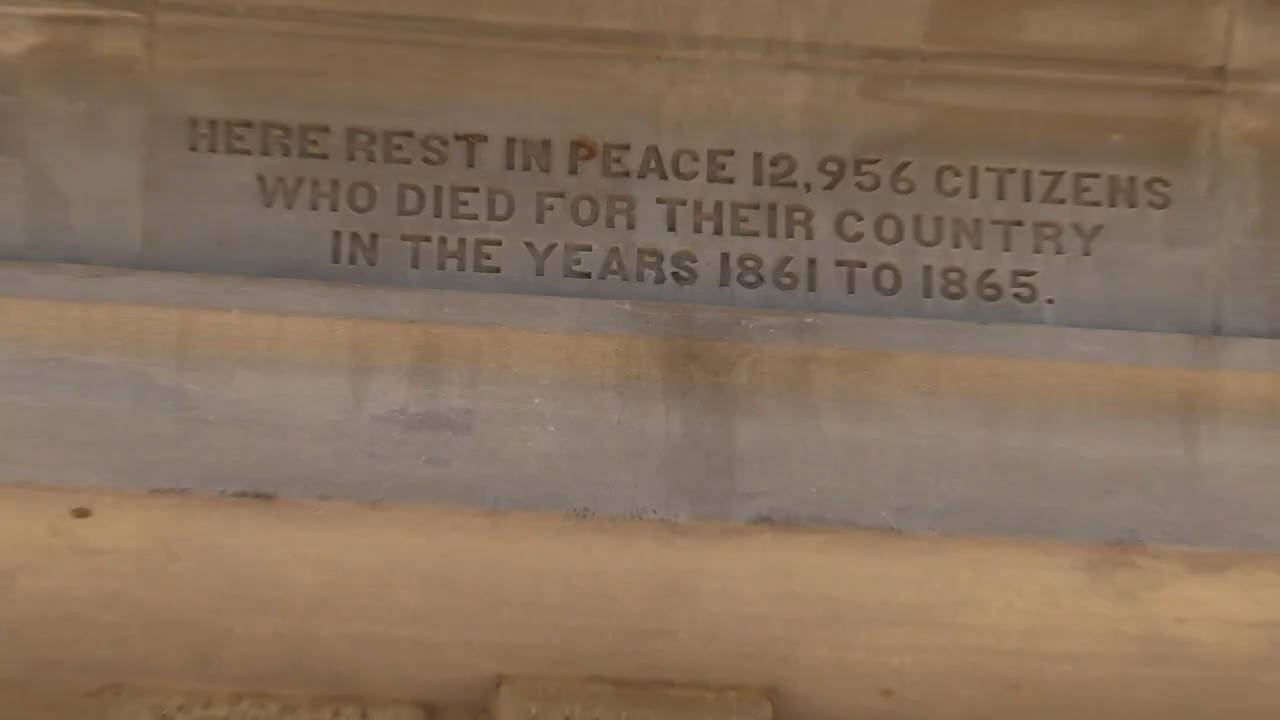 HERE REST IN PEACE 12,956 CITIZENS
WHO DIED FOR THEIR COUNTRY
IN THE YEARS 1861 TO 1865.